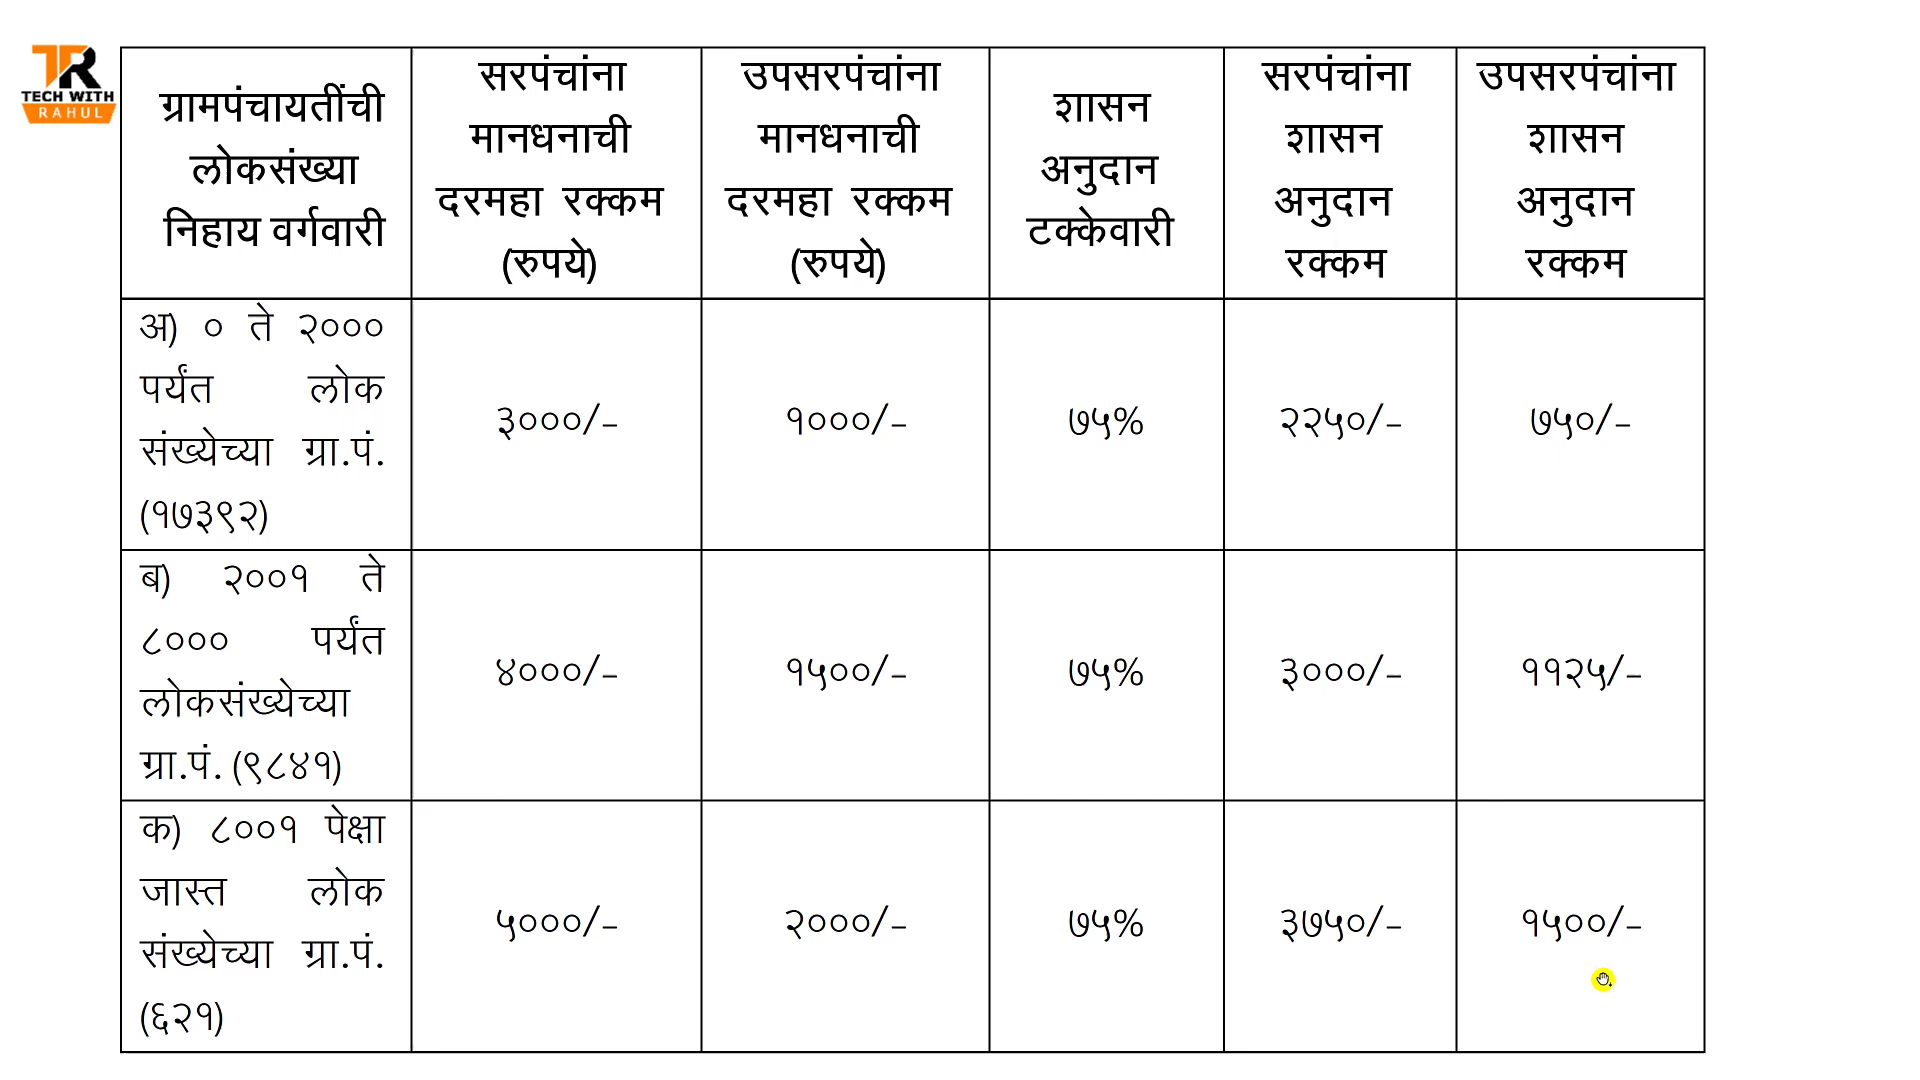 TR
TECH WITH
RAHUL
ग्रामपंचायतींची
लोकसंख्या
निहाय वर्गवारी
सरपंचांना
मानधनाची
दरमहा रक्कम
(रुपये)
उपसरपंचांना
मानधनाची
दरमहा रक्कम
(रुपये)
शासन
अनुदान
टक्केवारी
सरपंचांना
शासन
अनुदान
रक्कम
उपसरपंचांना
शासन
अनुदान
रक्कम
अ) ० ते २०००
पर्यंत लोक
संख्येच्या ग्रा.पं.
(१७३९२)
३०००/-
१०००/-
७५%
२२५०/-
७५०/-
ब) २००१ ते
८००० पर्यंत
लोकसंख्येच्या
ग्रा.पं. (९८४१)
४०००/-
१५००/-
७५%
३०००/-
११२५/-
क) ८००१ पेक्षा
जास्त लोक
संख्येच्या ग्रा.पं.
(६२१)
५०००/-
२०००/-
७५%
३७५०/-
१५००/-